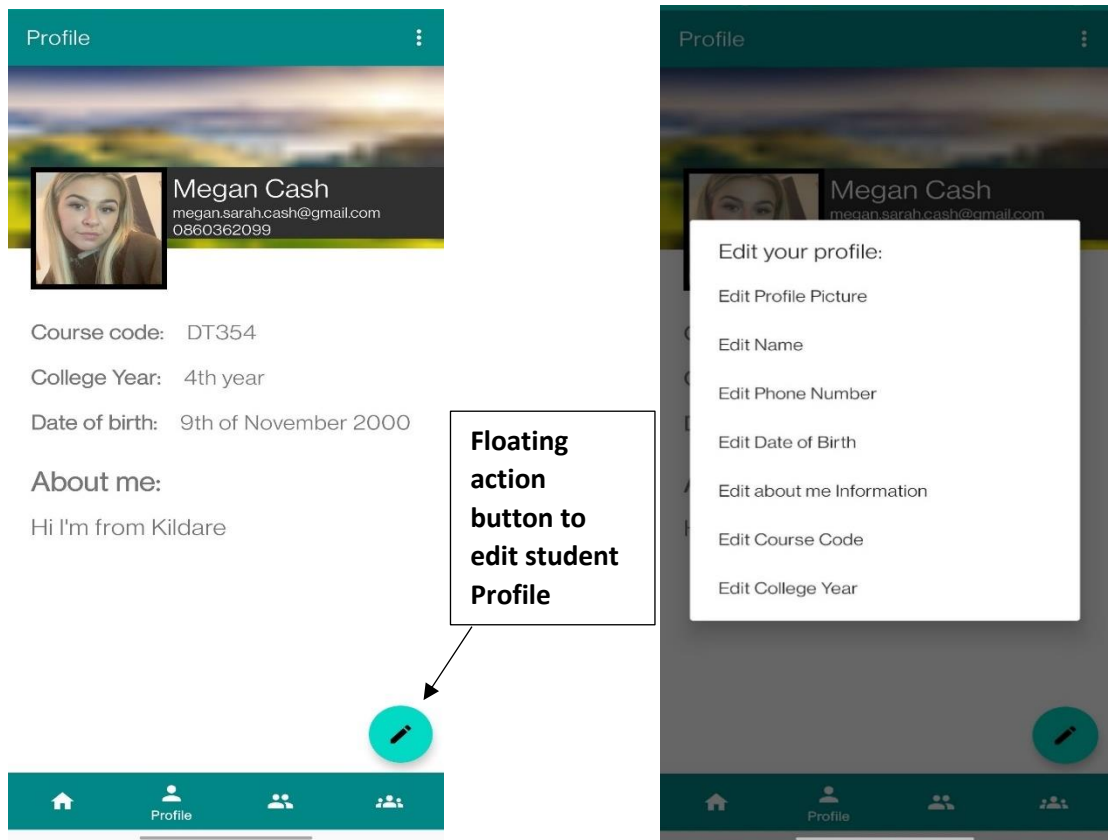 Profile
Megan Cash
megan.sarah.cash@gmail.com
0860362099
Course code: DT354
College Year: 4th year
Date of birth: 9th of November 2000
About me:
Hi I'm from Kildare
Profile
Floating
action
button to
edit student
Profile
Profile
Megan Cash
megan.sarah.cash@gmail.com
Edit your profile:
Edit Profile Picture
Edit Name
Edit Phone Number
Edit Date of Birth
Edit about me Information
Edit Course Code
Edit College Year
Profile